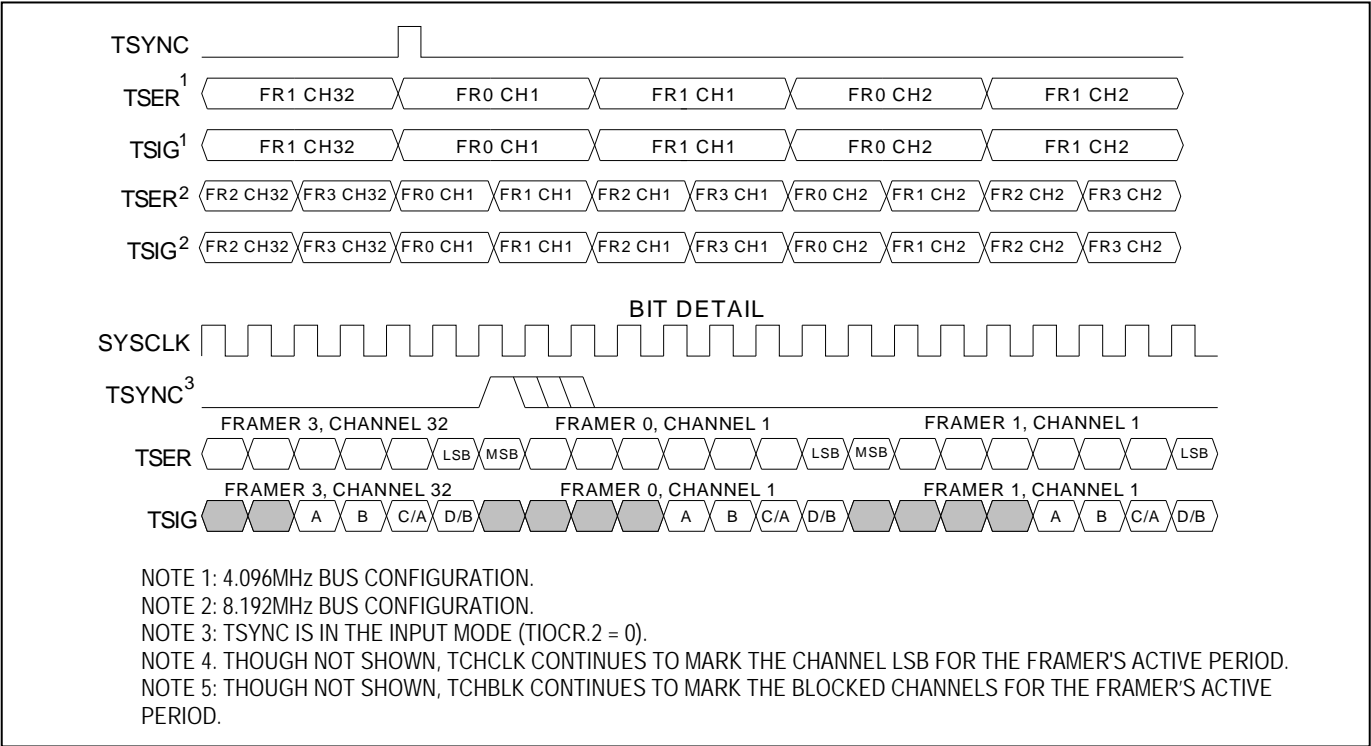 TSYNC
TSER1 FR1 CH32 FR0 CH1 FR1 CH1 FR0 CH2 FR1 CH2
TSIG1 FR1 CH32 FR0 CH1 FR1 CH1 FR0 CH2 FR1 CH2
TSER2 FR2 CH32 FR3 CH32 FR0 CH1 FR1 CH1 FR2 CH1 FR3 CH1 FR0 CH2 FR1 CH2 FR2 CH2 FR3 CH2
TSIG2 FR2 CH32 FR3 CH32 FR0 CH1 FR1 CH1 FR2 CH1 FR3 CH1 FR0 CH2 FR1 CH2 FR2 CH2 FR3 CH2
BIT DETAIL
SYSCLK
TSYNC3
FRAMER 3, CHANNEL 32 FRAMER 0, CHANNEL 1 FRAMER 1, CHANNEL 1
TSER LSB MSB LSB MSB LSB
FRAMER 3, CHANNEL 32 FRAMER 0, CHANNEL 1 FRAMER 1, CHANNEL 1
TSIG A B C/A D/B A B C/A D/B A B C/A D/B
NOTE 1: 4.096MHz BUS CONFIGURATION.
NOTE 2: 8.192MHz BUS CONFIGURATION.
NOTE 3: TSYNC IS IN THE INPUT MODE (TIOCR.2 = 0).
NOTE 4. THOUGH NOT SHOWN, TCHCLK CONTINUES TO MARK THE CHANNEL LSB FOR THE FRAMER'S ACTIVE PERIOD.
NOTE 5: THOUGH NOT SHOWN, TCHBLK CONTINUES TO MARK THE BLOCKED CHANNELS FOR THE FRAMER’S ACTIVE
PERIOD.